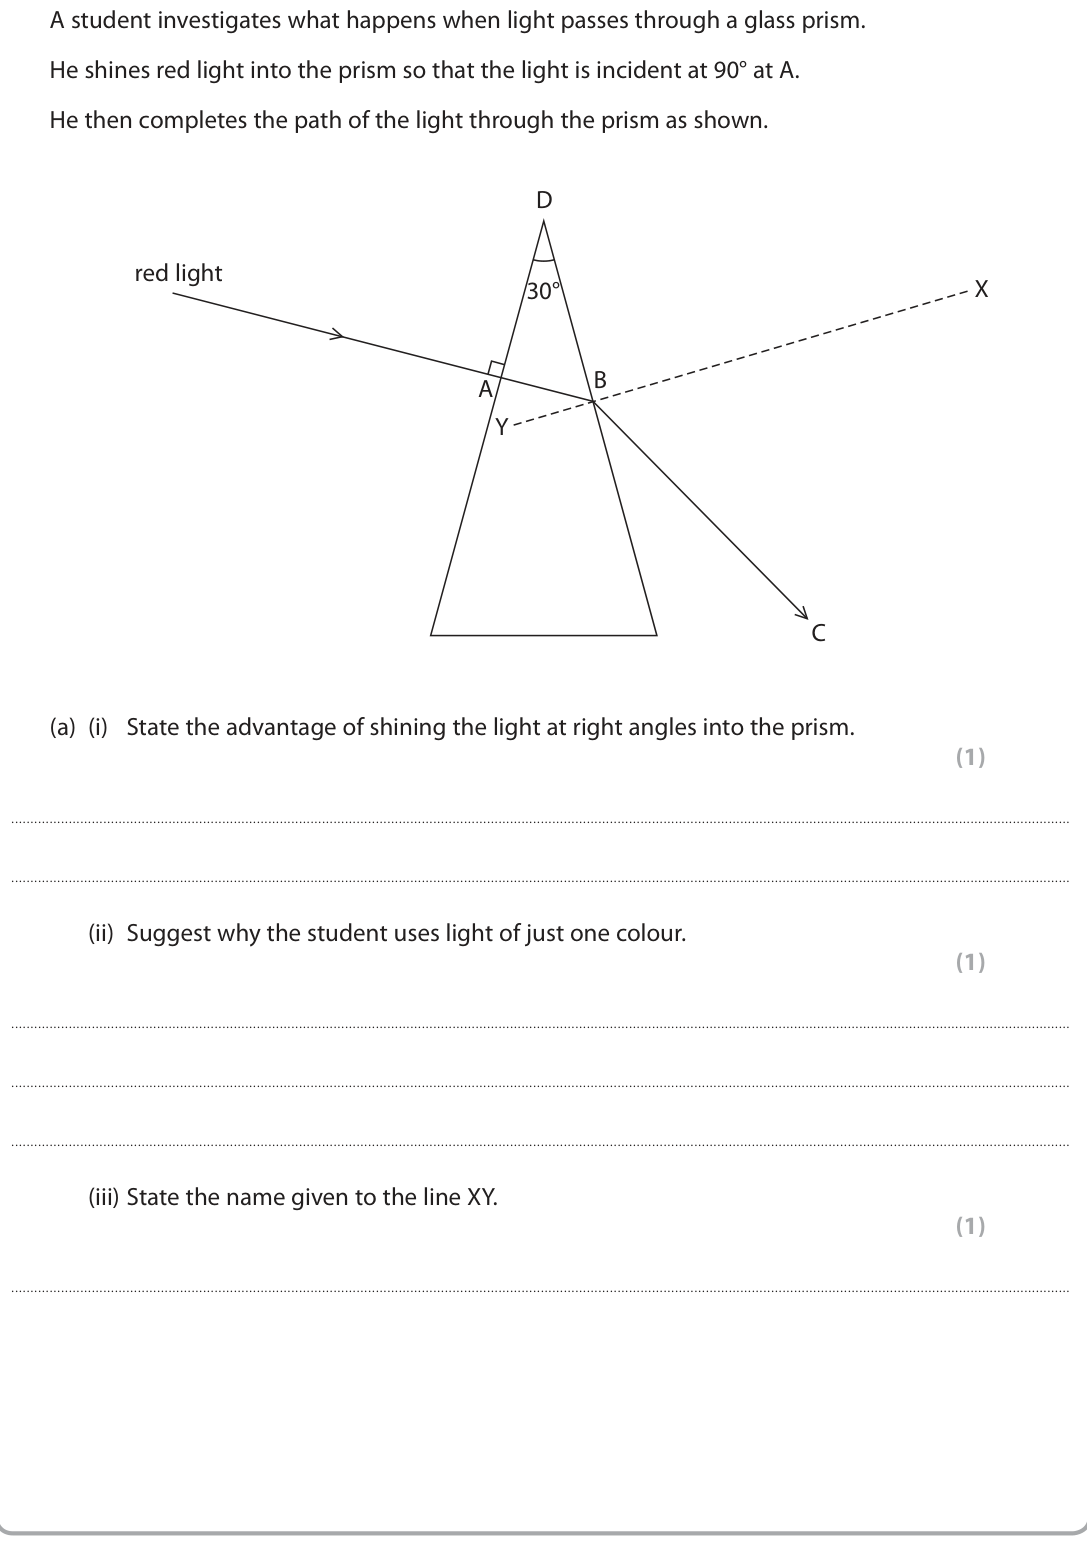 A student investigates what happens when light passes through a glass prism.
He shines red light into the prism so that the light is incident at 90° at A.
He then completes the path of the light through the prism as shown.
D
red light
30°
X
A
B
Y
C
(a) (i) State the advantage of shining the light at right angles into the prism.
(1)
(ii) Suggest why the student uses light of just one colour.
(1)
(iii) State the name given to the line XY.
(1)